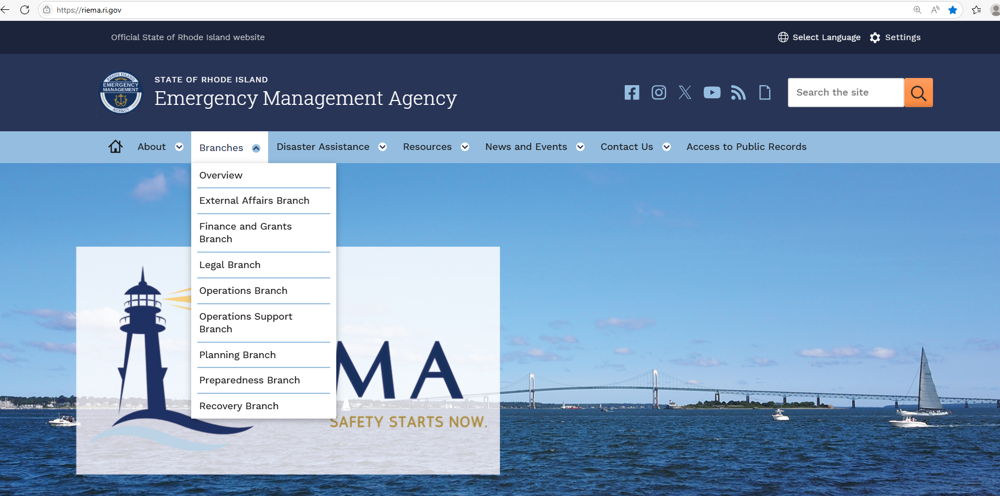 https://riema.ri.gov
Official State of Rhode Island website
Select Language
Settings
RHODE ISLAND
EMERGENCY
MANAGEMENT
AGENCY
STATE OF RHODE ISLAND
Emergency Management Agency
Search the site
About
Branches
Disaster Assistance
Resources
News and Events
Contact Us
Access to Public Records
Overview
External Affairs Branch
Finance and Grants
Branch
Legal Branch
Operations Branch
Operations Support
Branch
Planning Branch
Preparedness Branch
Recovery Branch
MA
SAFETY STARTS NOW.